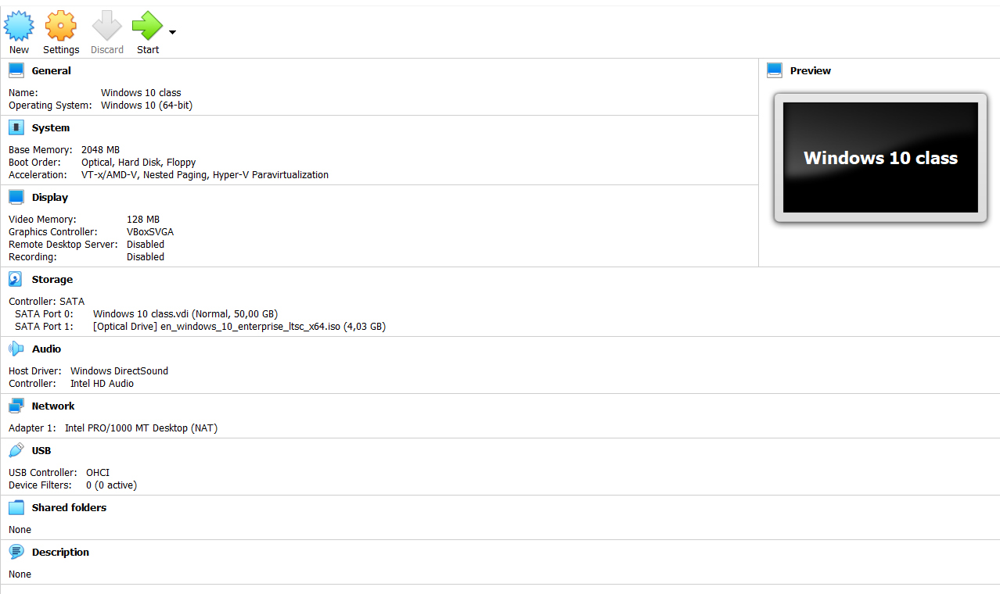 New Settings Discard Start
General
Name: Windows 10 class
Operating System: Windows 10 (64-bit)
Preview
Windows 10 class
System
Base Memory: 2048 MB
Boot Order: Optical, Hard Disk, Floppy
Acceleration: VT-x/AMD-V, Nested Paging, Hyper-V Paravirtualization
Display
Video Memory: 128 MB
Graphics Controller: VBoxSVGA
Remote Desktop Server: Disabled
Recording: Disabled
Storage
Controller: SATA
SATA Port 0: Windows 10 class.vdi (Normal, 50,00 GB)
SATA Port 1: [Optical Drive] en_windows_10_enterprise_ltsc_x64.iso (4,03 GB)
Audio
Host Driver: Windows DirectSound
Controller: Intel HD Audio
Network
Adapter 1: Intel PRO/1000 MT Desktop (NAT)
USB
USB Controller: OHCI
Device Filters: 0 (0 active)
Shared folders
None
Description
None